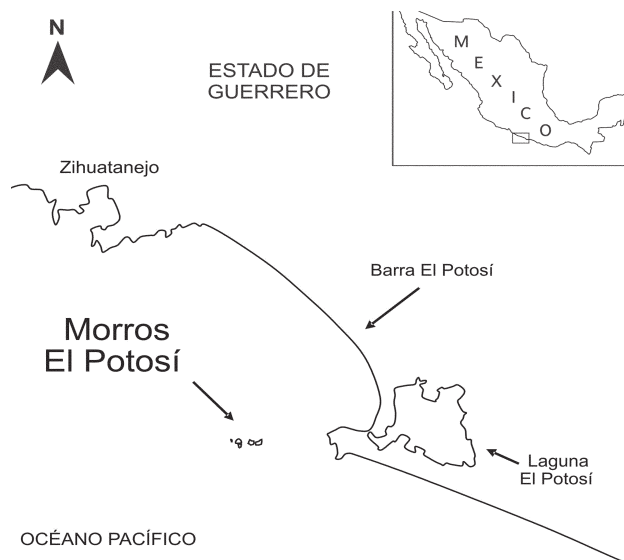 N
ESTADO DE
GUERRERO
M
E
X
I
C
O
Zihuatanejo
Barra El Potosí
Morros
El Potosí
Laguna
El Potosí
OCÉANO PACÍFICO